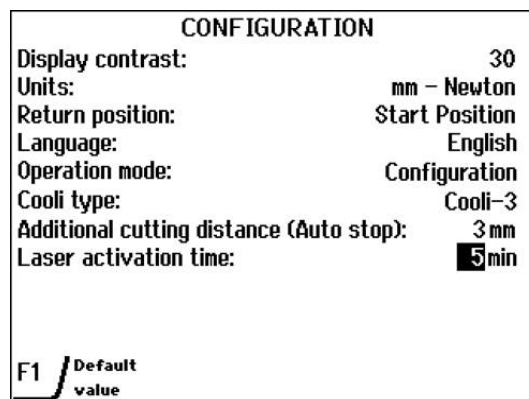 CONFIGURATION
Display contrast: 30
Units: mm - Newton
Return position: Start Position
Language: English
Operation mode: Configuration
Cooli type: Cooli-3
Additional cutting distance (Auto stop): 3 mm
Laser activation time: 5 min
F1 Default
value